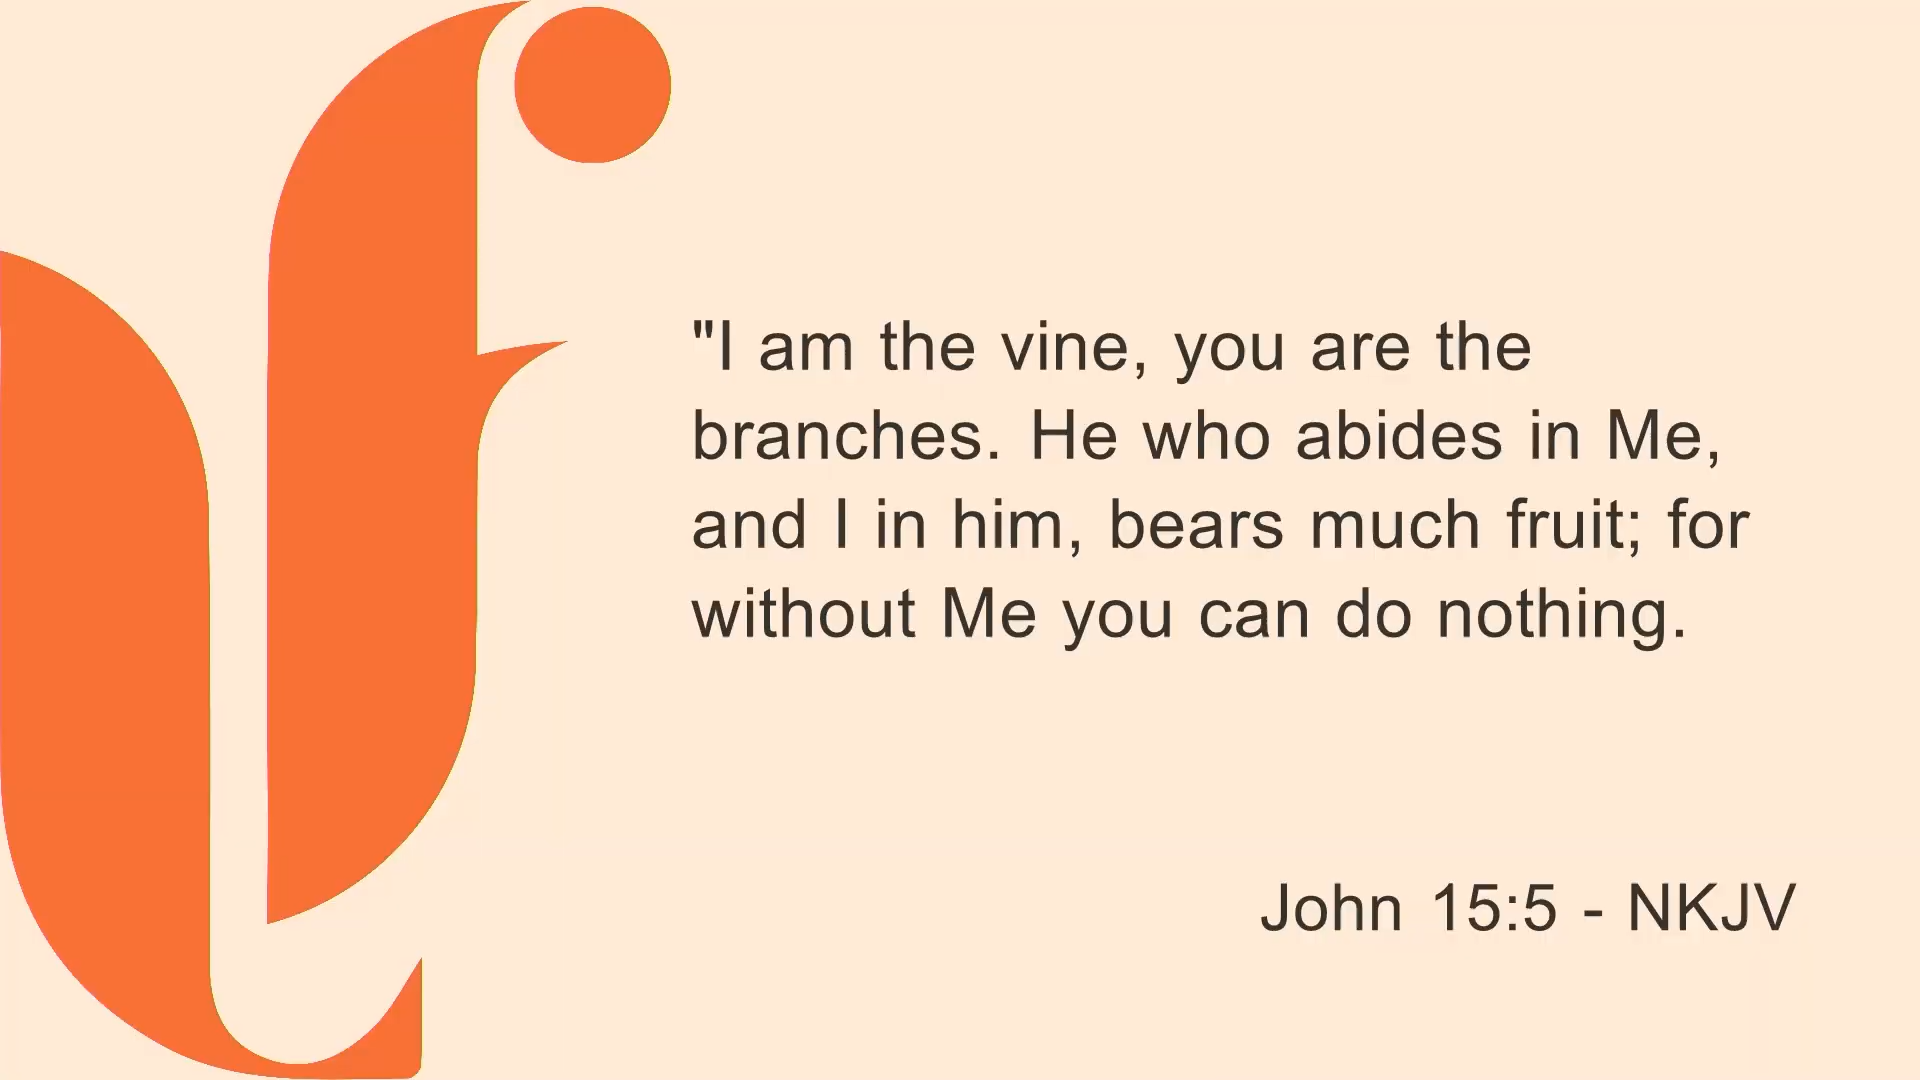 "I am the vine, you are the
branches. He who abides in Me,
and I in him, bears much fruit; for
without Me you can do nothing.
John 15:5 - NKJV